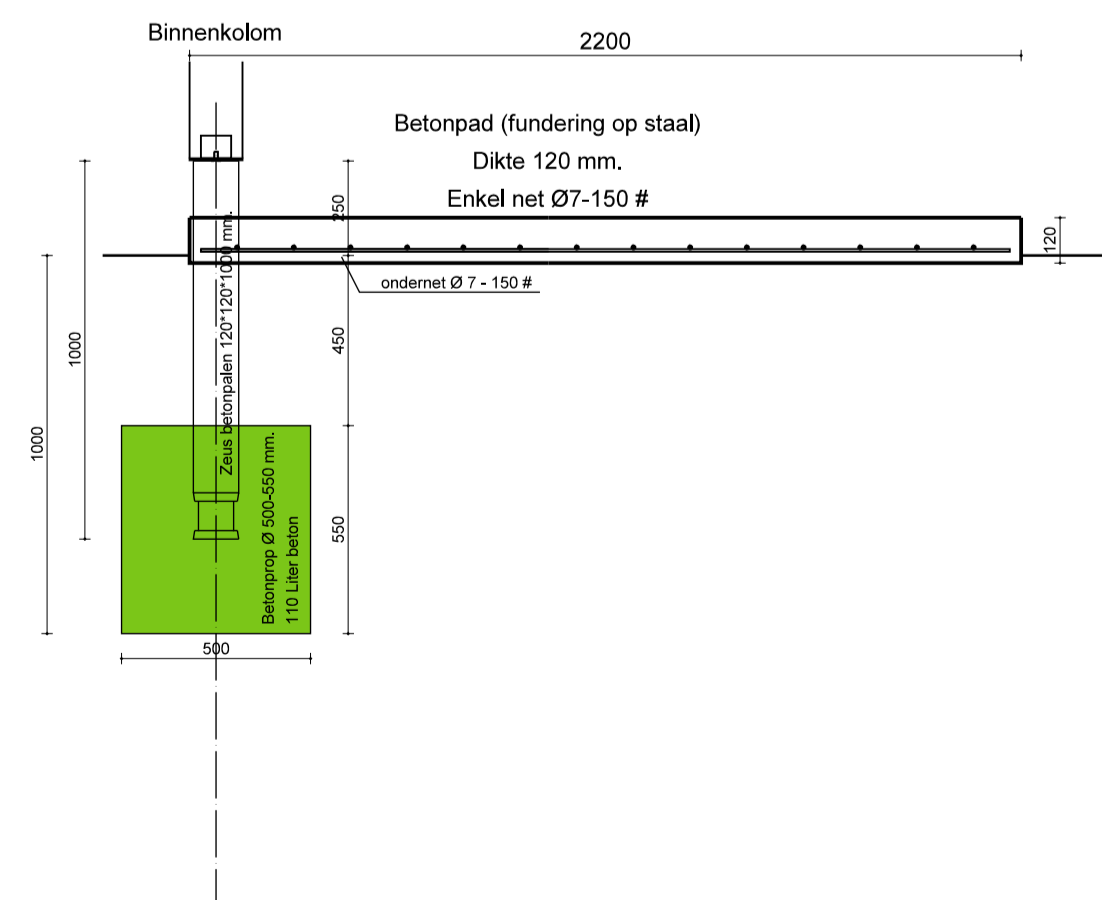 Binnenkolom
2200
Betonpad (fundering op staal)
Dikte 120 mm.
Enkel net Ø7-150 #
250
120
ondernet Ø 7 - 150 #
Zeus betonpalen 120*120*1000 mm.
1000
450
1000
Betonprop Ø 500-550 mm.
110 Liter beton
550
500